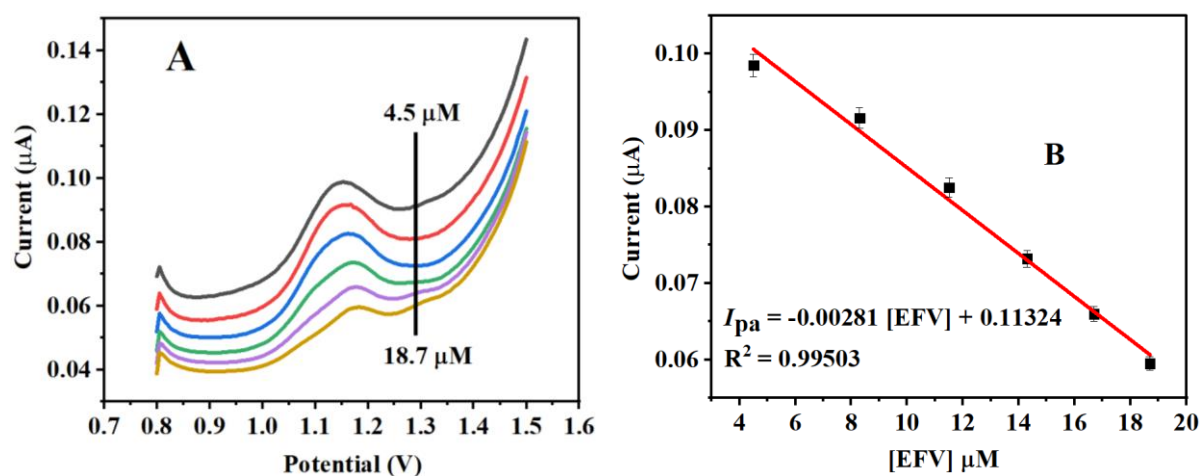 A
4.5 μM
18.7 μM
0.14
0.12
0.10
0.08
0.06
0.04
Current (μA)
0.7 0.8 0.9 1.0 1.1 1.2 1.3 1.4 1.5 1.6
Potential (V)
B
0.10
0.09
0.08
0.07
0.06
Current (μA)
I_pa = -0.00281 [EFV] + 0.11324
R² = 0.99503
4 6 8 10 12 14 16 18 20
[EFV] μM